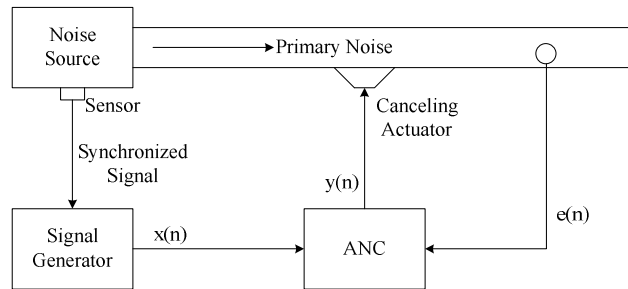 Noise
Source
Primary Noise
Sensor
Canceling
Actuator
Synchronized
Signal
y(n)
e(n)
x(n)
Signal
Generator
ANC